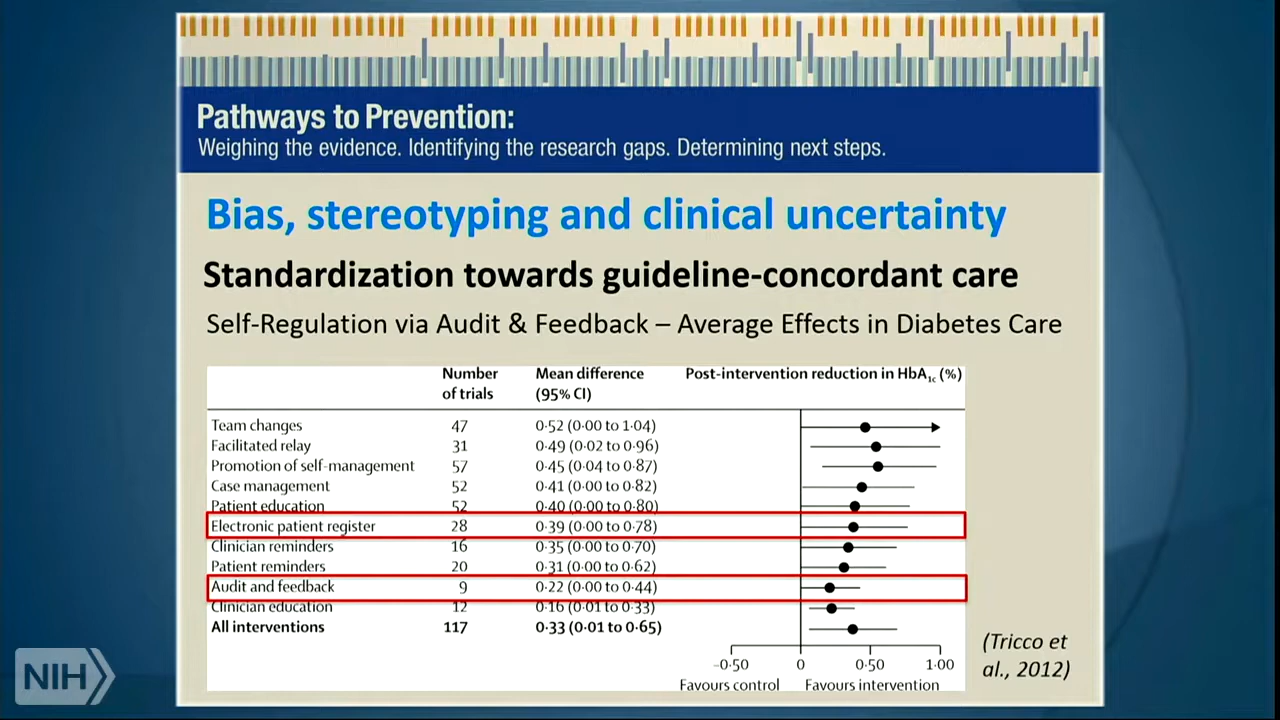 Pathways to Prevention:
Weighing the evidence. Identifying the research gaps. Determining next steps.
Bias, stereotyping and clinical uncertainty
Standardization towards guideline-concordant care
Self-Regulation via Audit & Feedback – Average Effects in Diabetes Care
Number of trials Mean difference (95% CI) Post-intervention reduction in HbA1c (%)
Team changes 47 0·52 (0·00 to 1·04)
Facilitated relay 31 0·49 (0·02 to 0·96)
Promotion of self-management 57 0·45 (0·04 to 0·87)
Case management 52 0·41 (0·00 to 0·82)
Patient education 52 0·40 (0·00 to 0·80)
Electronic patient register 28 0·39 (0·00 to 0·78)
Clinician reminders 16 0·35 (0·00 to 0·70)
Patient reminders 20 0·31 (0·00 to 0·62)
Audit and feedback 9 0·22 (0·00 to 0·44)
Clinician education 12 0·16 (0·01 to 0·33)
All interventions 117 0·33 (0·01 to 0·65)
–0·50 0 0·50 1·00
Favours control Favours intervention
(Tricco et
al., 2012)
NIH